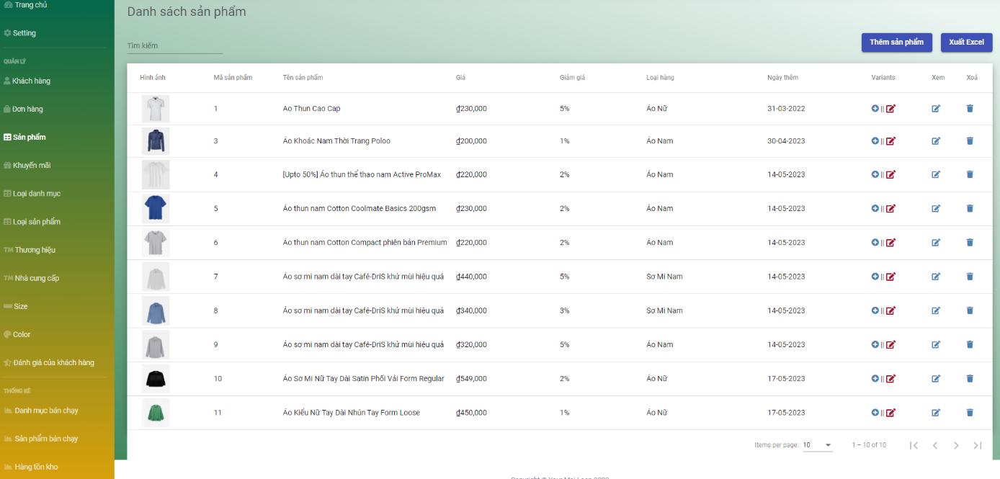 Trang chủ
Setting
QUẢN LÝ
Khách hàng
Đơn hàng
Sản phẩm
Khuyến mãi
Loại danh mục
Loại sản phẩm
TM Thương hiệu
TM Nhà cung cấp
Size
Color
Đánh giá của khách hàng
THỐNG KÊ
Danh mục bán chạy
Sản phẩm bán chạy
Hàng tồn kho
Danh sách sản phẩm
Tìm kiếm
Thêm sản phẩm Xuất Excel
Hình ảnh Mã sản phẩm Tên sản phẩm Giá Giảm giá Loại hàng Ngày thêm Variants Xem Xoá
1 Ao Thun Cao Cap ₫230,000 5% Áo Nữ 31-03-2022 ||
3 Áo Khoác Nam Thời Trang Poloo ₫200,000 1% Áo Nam 30-04-2023 ||
4 [Upto 50%] Áo thun thể thao nam Active ProMax ₫220,000 2% Áo Nam 14-05-2023 ||
5 Áo thun nam Cotton Coolmate Basics 200gsm ₫230,000 2% Áo Nam 14-05-2023 ||
6 Áo thun nam Cotton Compact phiên bản Premium ₫220,000 2% Áo Nam 14-05-2023 ||
7 Áo sơ mi nam dài tay Café-DriS khử mùi hiệu quả ₫440,000 5% Sơ Mi Nam 14-05-2023 ||
8 Áo sơ mi nam dài tay Café-DriS khử mùi hiệu quả ₫340,000 3% Sơ Mi Nam 14-05-2023 ||
9 Áo sơ mi nam dài tay Café-DriS khử mùi hiệu quả ₫320,000 5% Áo Nam 14-05-2023 ||
10 Áo Sơ Mi Nữ Tay Dài Satin Phối Vải Form Regular ₫549,000 2% Áo Nữ 17-05-2023 ||
11 Áo Kiểu Nữ Tay Dài Nhún Tay Form Loose ₫450,000 1% Áo Nữ 17-05-2023 ||
Items per page: 10 1 – 10 of 10
Copyright © Your